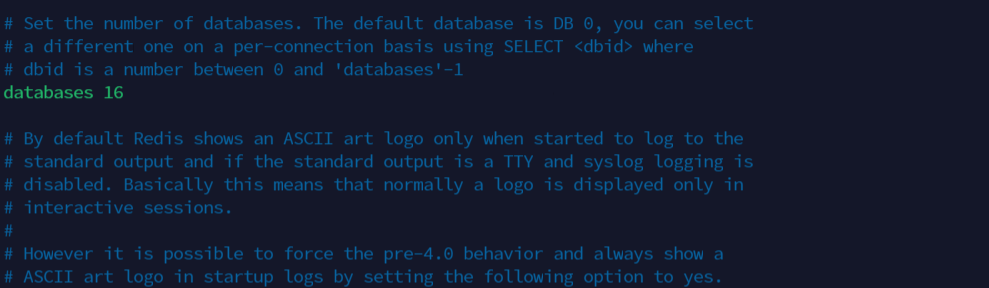 # Set the number of databases. The default database is DB 0, you can select
# a different one on a per-connection basis using SELECT <dbid> where
# dbid is a number between 0 and 'databases'-1
databases 16
# By default Redis shows an ASCII art logo only when started to log to the
# standard output and if the standard output is a TTY and syslog logging is
# disabled. Basically this means that normally a logo is displayed only in
# interactive sessions.
#
# However it is possible to force the pre-4.0 behavior and always show a
# ASCII art logo in startup logs by setting the following option to yes.